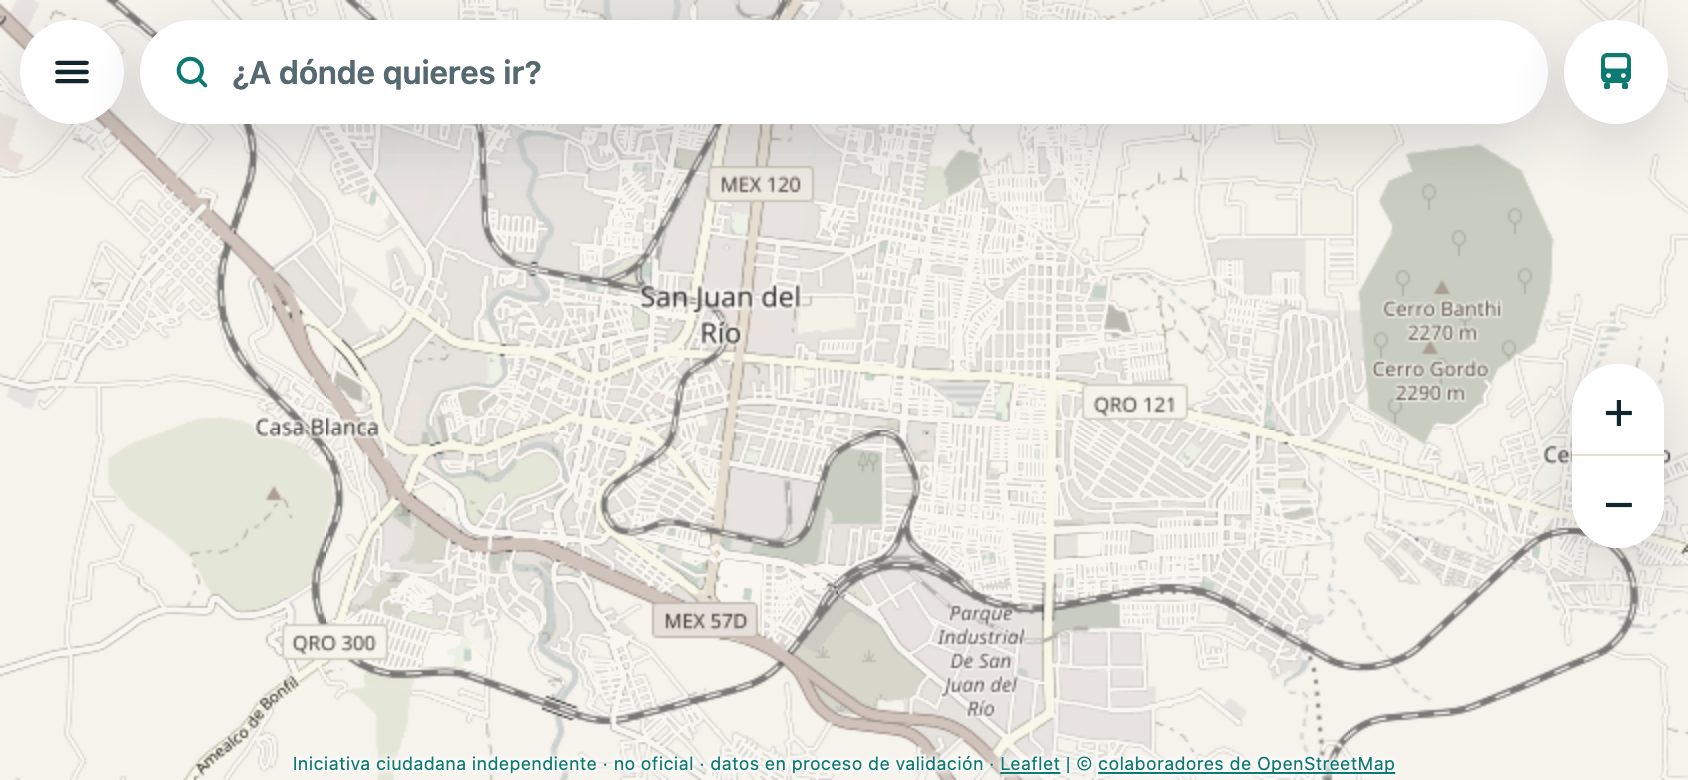 ¿A dónde quieres ir?
MEX 120
San Juan del
Río
Cerro Banthi
2270 m
Cerro Gordo
2290 m
QRO 121
Casa Blanca
MEX 57D
Parque
Industrial
De San
Juan del
Río
QRO 300
Amealco de Bonfil
Iniciativa ciudadana independiente · no oficial · datos en proceso de validación · Leaflet | © colaboradores de OpenStreetMap